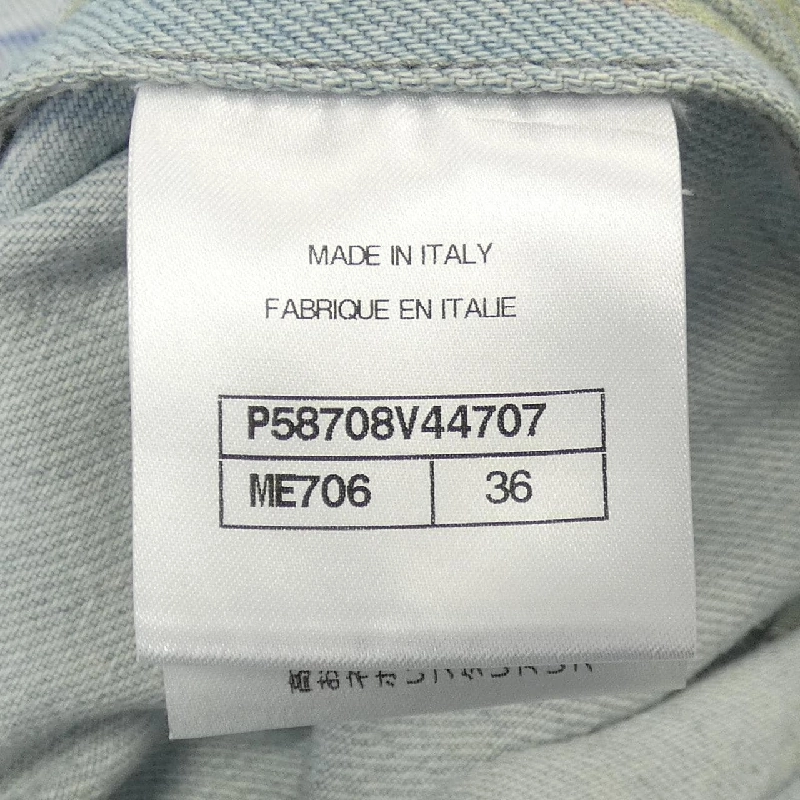 MADE IN ITALY
FABRIQUE EN ITALIE
P58708V44707
ME706 36